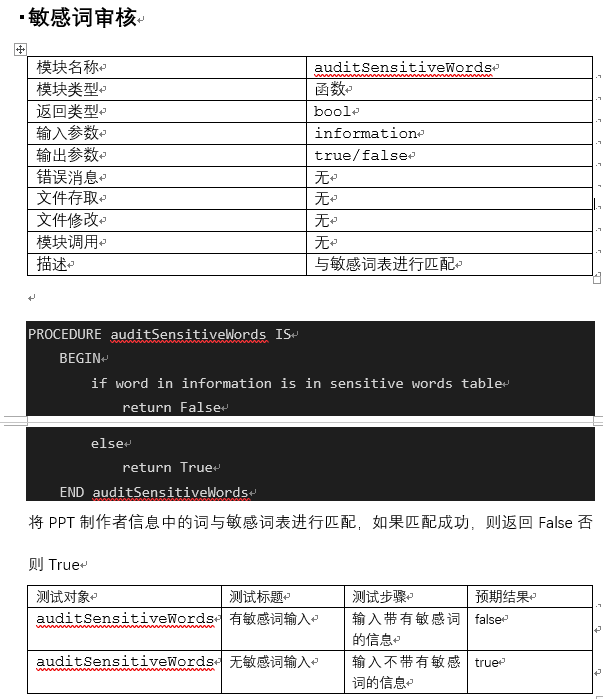 敏感词审核
模块名称 auditSensitiveWords
模块类型 函数
返回类型 bool
输入参数 information
输出参数 true/false
错误消息 无
文件存取 无
文件修改 无
模块调用 无
描述 与敏感词表进行匹配
PROCEDURE auditSensitiveWords IS
BEGIN
if word in information is in sensitive words table
return False
else
return True
END auditSensitiveWords
将 PPT 制作者信息中的词与敏感词表进行匹配，如果匹配成功，则返回 False 否
则 True
测试对象 测试标题 测试步骤 预期结果
auditSensitiveWords 有敏感词输入 输入带有敏感词 false
的信息
auditSensitiveWords 无敏感词输入 输入不带有敏感 true
词的信息